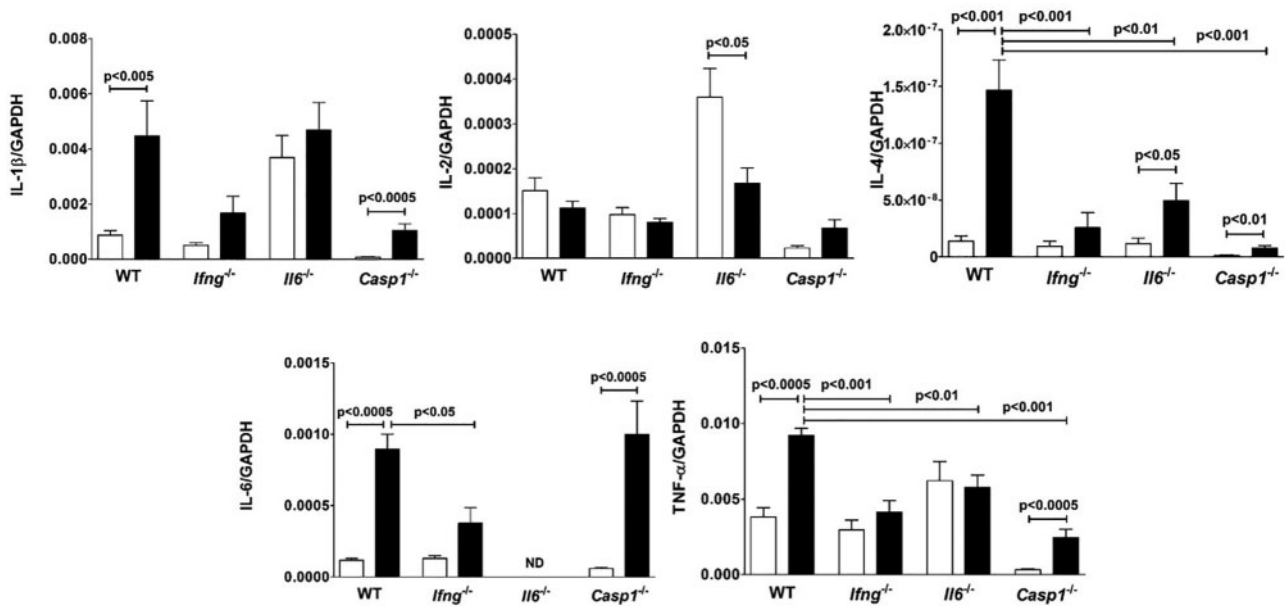 IL-1β/GAPDH
0.008
0.006
0.004
0.002
0.000
p<0.005
p<0.0005
WT Ifng-/- Il6-/- Casp1-/-
IL-2/GAPDH
0.0005
0.0004
0.0003
0.0002
0.0001
0.0000
p<0.05
WT Ifng-/- Il6-/- Casp1-/-
IL-4/GAPDH
2.0×10-7
1.5×10-7
1.0×10-7
5.0×10-8
0
p<0.001 p<0.001
p<0.01
p<0.001
p<0.05
p<0.01
WT Ifng-/- Il6-/- Casp1-/-
IL-6/GAPDH
0.0015
0.0010
0.0005
0.0000
p<0.0005 p<0.05
p<0.0005
ND
WT Ifng-/- Il6-/- Casp1-/-
TNF-α/GAPDH
0.015
0.010
0.005
0.000
p<0.0005 p<0.001
p<0.01
p<0.001
p<0.0005
WT Ifng-/- Il6-/- Casp1-/-